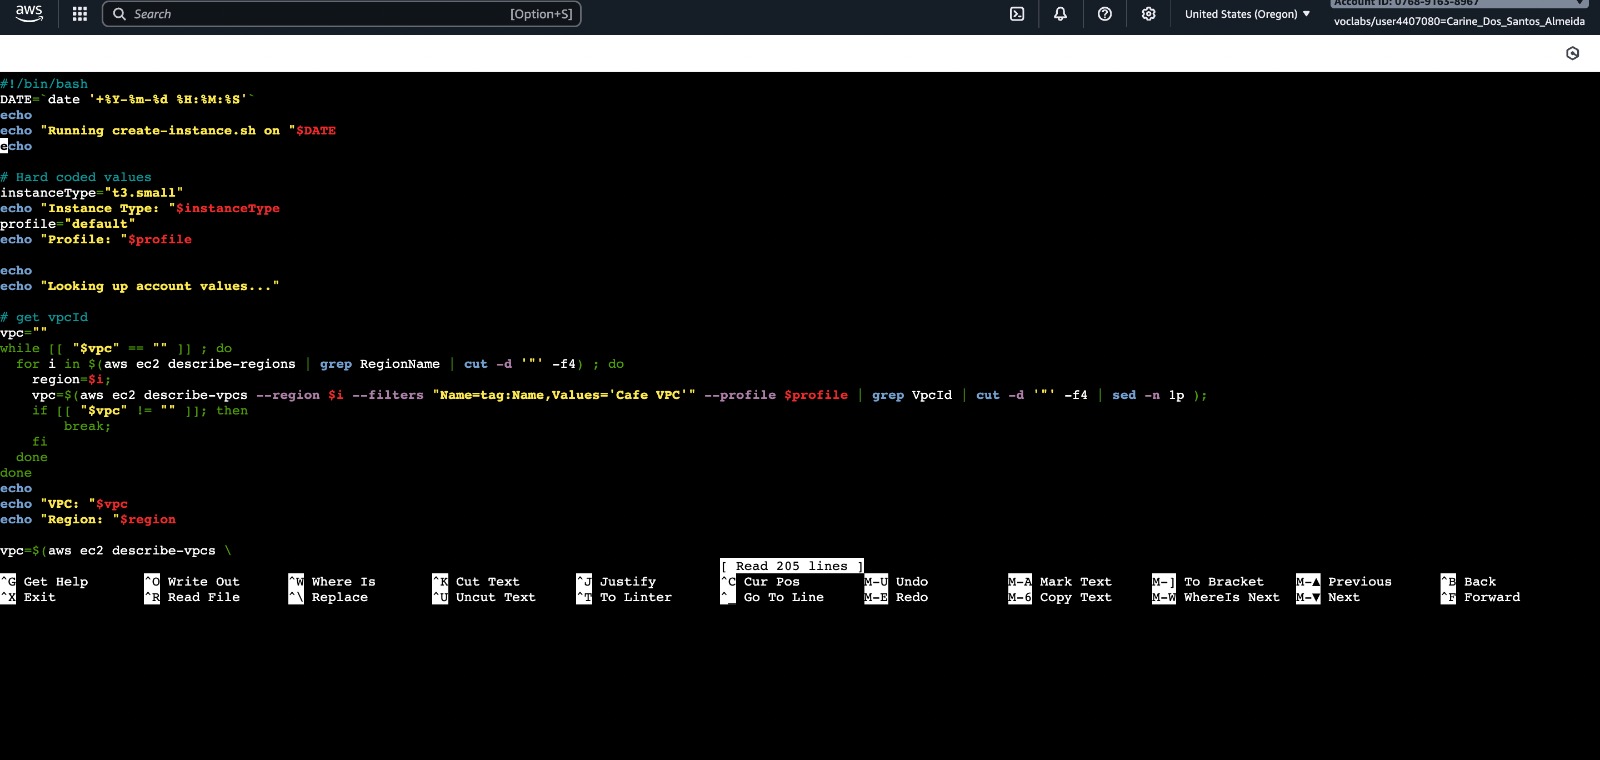 aws
Search [Option+S]
United States (Oregon) ▼
Account ID: 0768-9163-8967
voclabs/user4407080=Carine_Dos_Santos_Almeida
#!/bin/bash
DATE=`date '+%Y-%m-%d %H:%M:%S'`
echo
echo "Running create-instance.sh on "$DATE
echo
# Hard coded values
instanceType="t3.small"
echo "Instance Type: "$instanceType
profile="default"
echo "Profile: "$profile
echo
echo "Looking up account values..."
# get vpcId
vpc=""
while [[ "$vpc" == "" ]] ; do
  for i in $(aws ec2 describe-regions | grep RegionName | cut -d '"' -f4) ; do
    region=$i;
    vpc=$(aws ec2 describe-vpcs --region $i --filters "Name=tag:Name,Values='Cafe VPC'" --profile $profile | grep VpcId | cut -d '"' -f4 | sed -n 1p );
    if [[ "$vpc" != "" ]]; then
        break;
    fi
  done
done
echo
echo "VPC: "$vpc
echo "Region: "$region
vpc=$(aws ec2 describe-vpcs \
[ Read 205 lines ]
^G Get Help ^O Write Out ^W Where Is ^K Cut Text ^J Justify ^C Cur Pos M-U Undo M-A Mark Text M-] To Bracket M-▲ Previous ^B Back
^X Exit ^R Read File ^\ Replace ^U Uncut Text ^T To Linter ^_ Go To Line M-E Redo M-6 Copy Text M-W WhereIs Next M-▼ Next ^F Forward